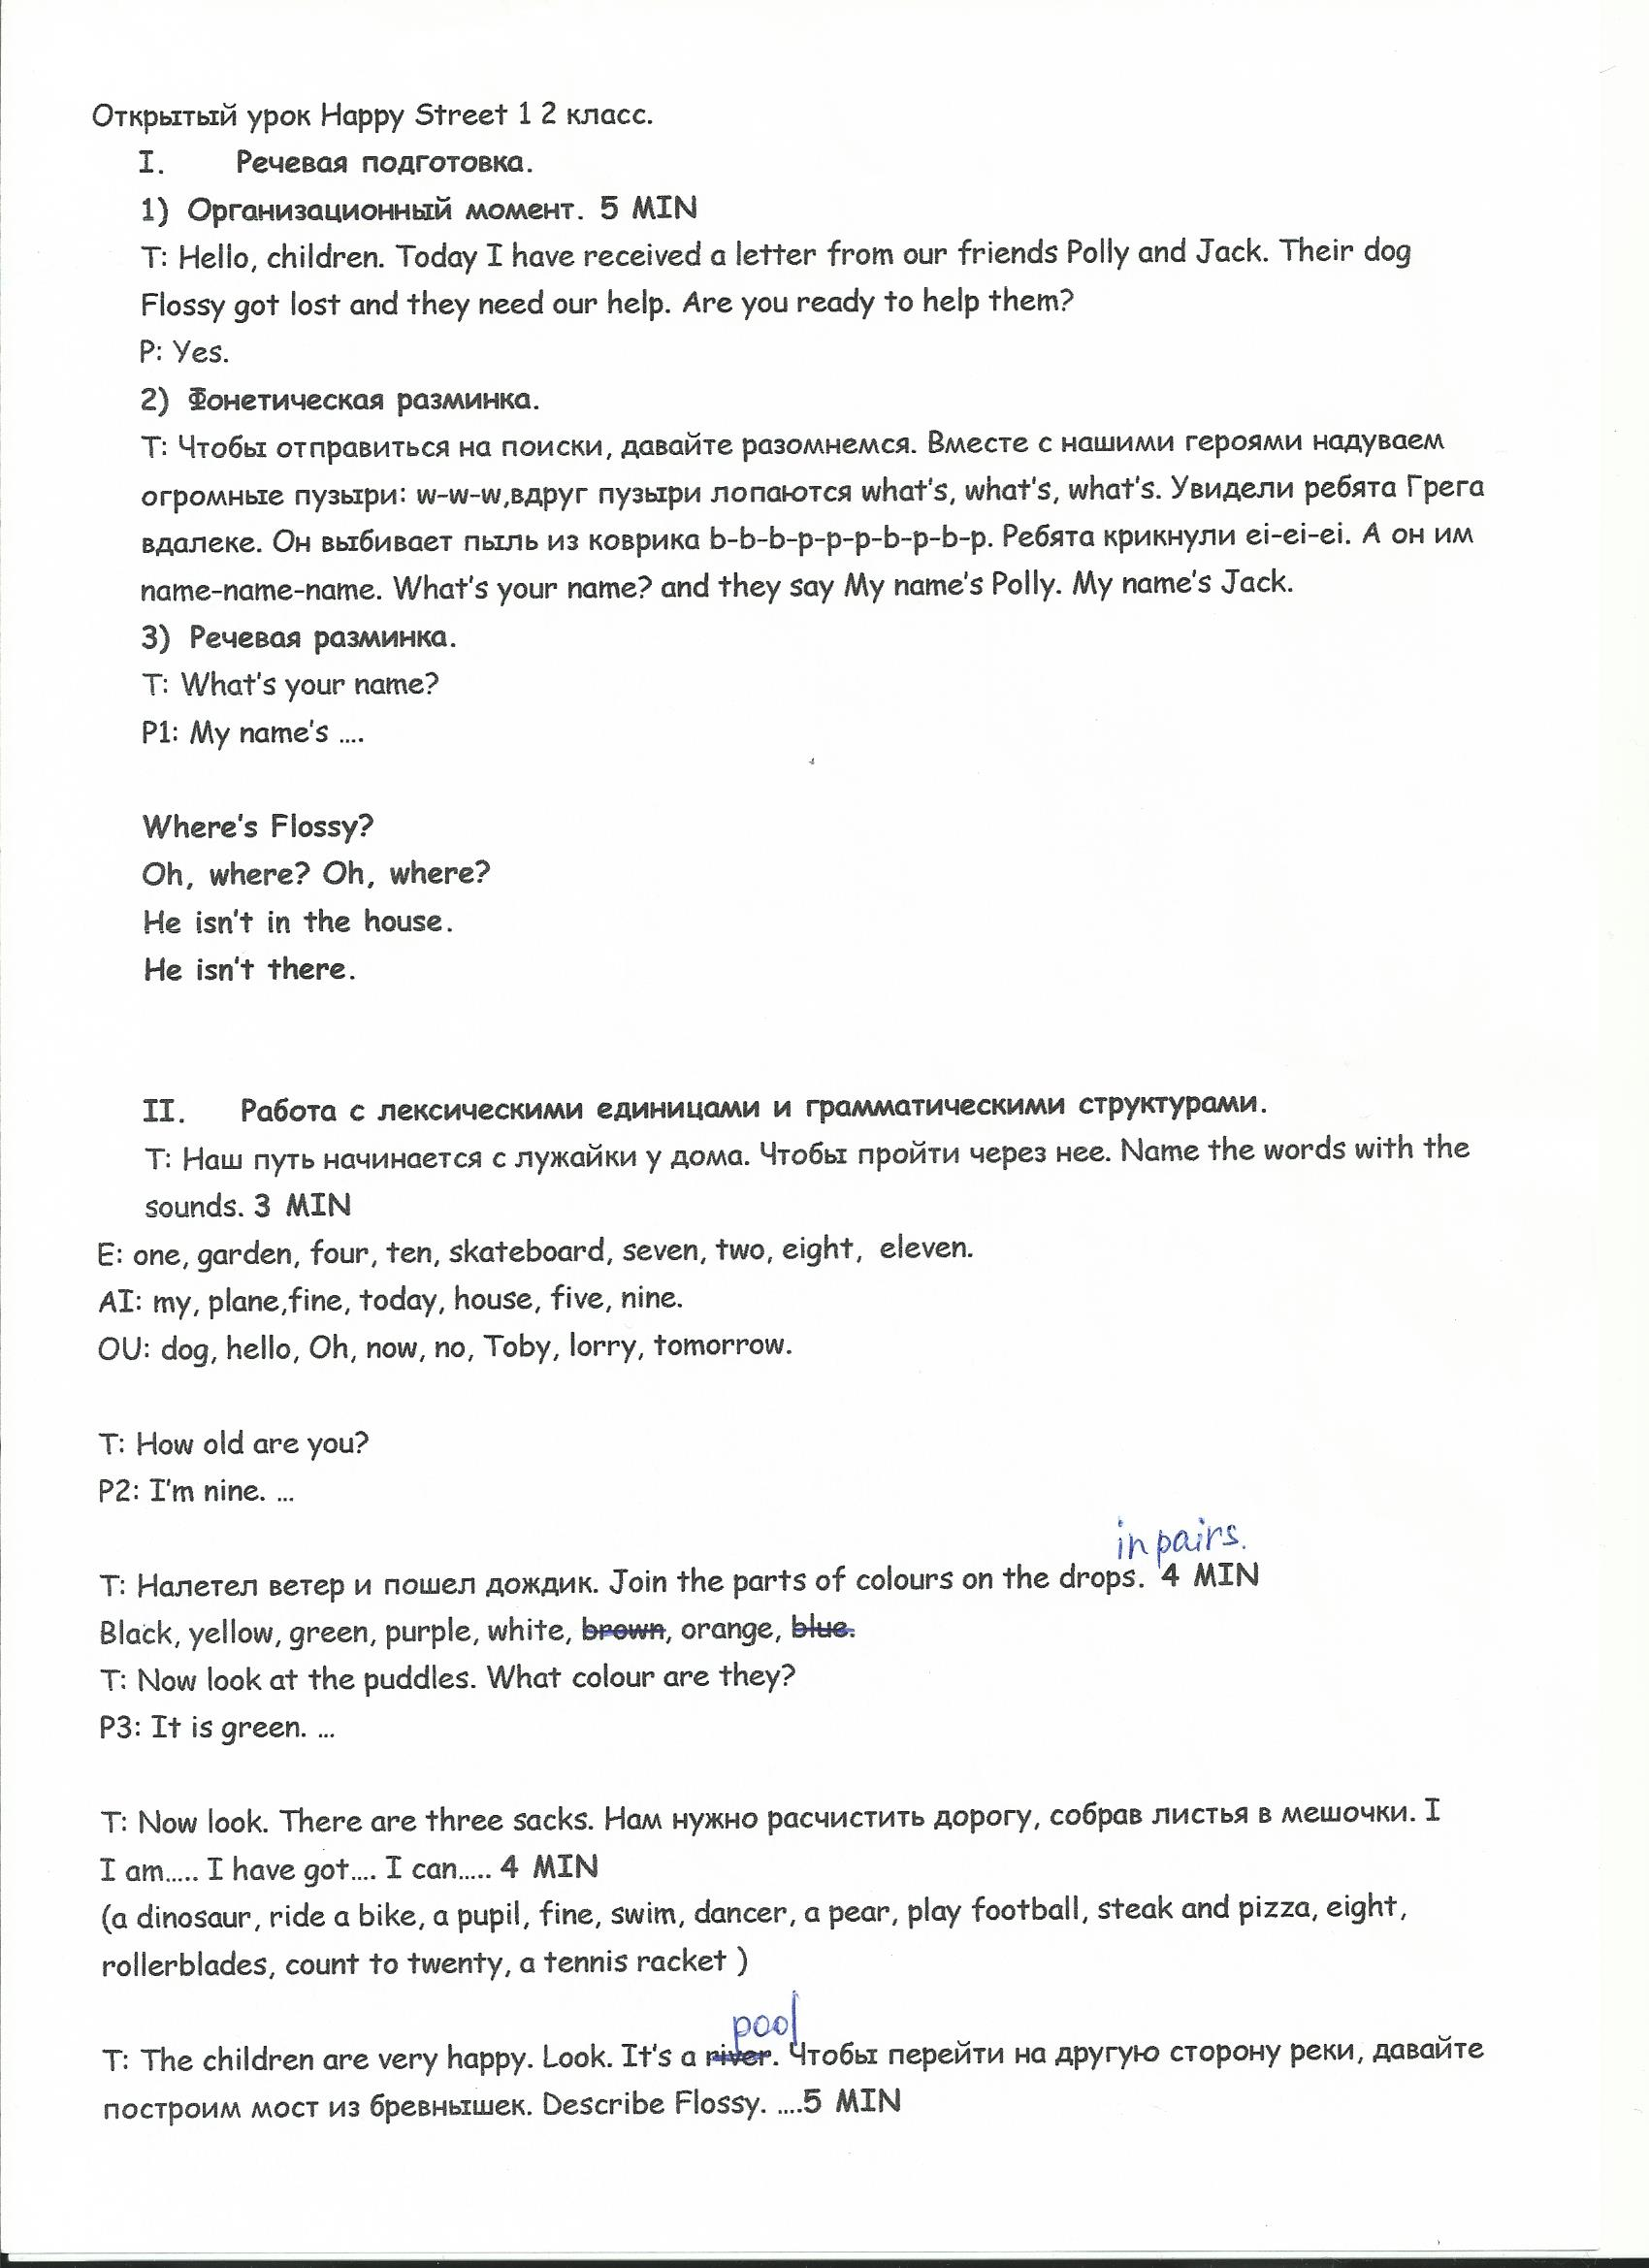 Открытый урок Happy Street 1 2 класс.
I. Речевая подготовка.
1) Организационный момент. 5 MIN
T: Hello, children. Today I have received a letter from our friends Polly and Jack. Their dog
Flossy got lost and they need our help. Are you ready to help them?
P: Yes.
2) Фонетическая разминка.
T: Чтобы отправиться на поиски, давайте разомнемся. Вместе с нашими героями надуваем
огромные пузыри: w-w-w,вдруг пузыри лопаются what's, what's, what's. Увидели ребята Грега
вдалеке. Он выбивает пыль из коврика b-b-b-p-p-p-b-p-b-p. Ребята крикнули ei-ei-ei. А он им
name-name-name. What's your name? and they say My name's Polly. My name's Jack.
3) Речевая разминка.
T: What's your name?
P1: My name's ....
Where's Flossy?
Oh, where? Oh, where?
He isn't in the house.
He isn't there.
II. Работа с лексическими единицами и грамматическими структурами.
T: Наш путь начинается с лужайки у дома. Чтобы пройти через нее. Name the words with the
sounds. 3 MIN
E: one, garden, four, ten, skateboard, seven, two, eight, eleven.
AI: my, plane,fine, today, house, five, nine.
OU: dog, hello, Oh, now, no, Toby, lorry, tomorrow.
T: How old are you?
P2: I'm nine. ...
in pairs.
T: Налетел ветер и пошел дождик. Join the parts of colours on the drops. 4 MIN
Black, yellow, green, purple, white, brown, orange, blue.
T: Now look at the puddles. What colour are they?
P3: It is green. ...
T: Now look. There are three sacks. Нам нужно расчистить дорогу, собрав листья в мешочки. I
I am..... I have got.... I can..... 4 MIN
(a dinosaur, ride a bike, a pupil, fine, swim, dancer, a pear, play football, steak and pizza, eight,
rollerblades, count to twenty, a tennis racket )
pool
T: The children are very happy. Look. It's a river. Чтобы перейти на другую сторону реки, давайте
построим мост из бревнышек. Describe Flossy. ....5 MIN